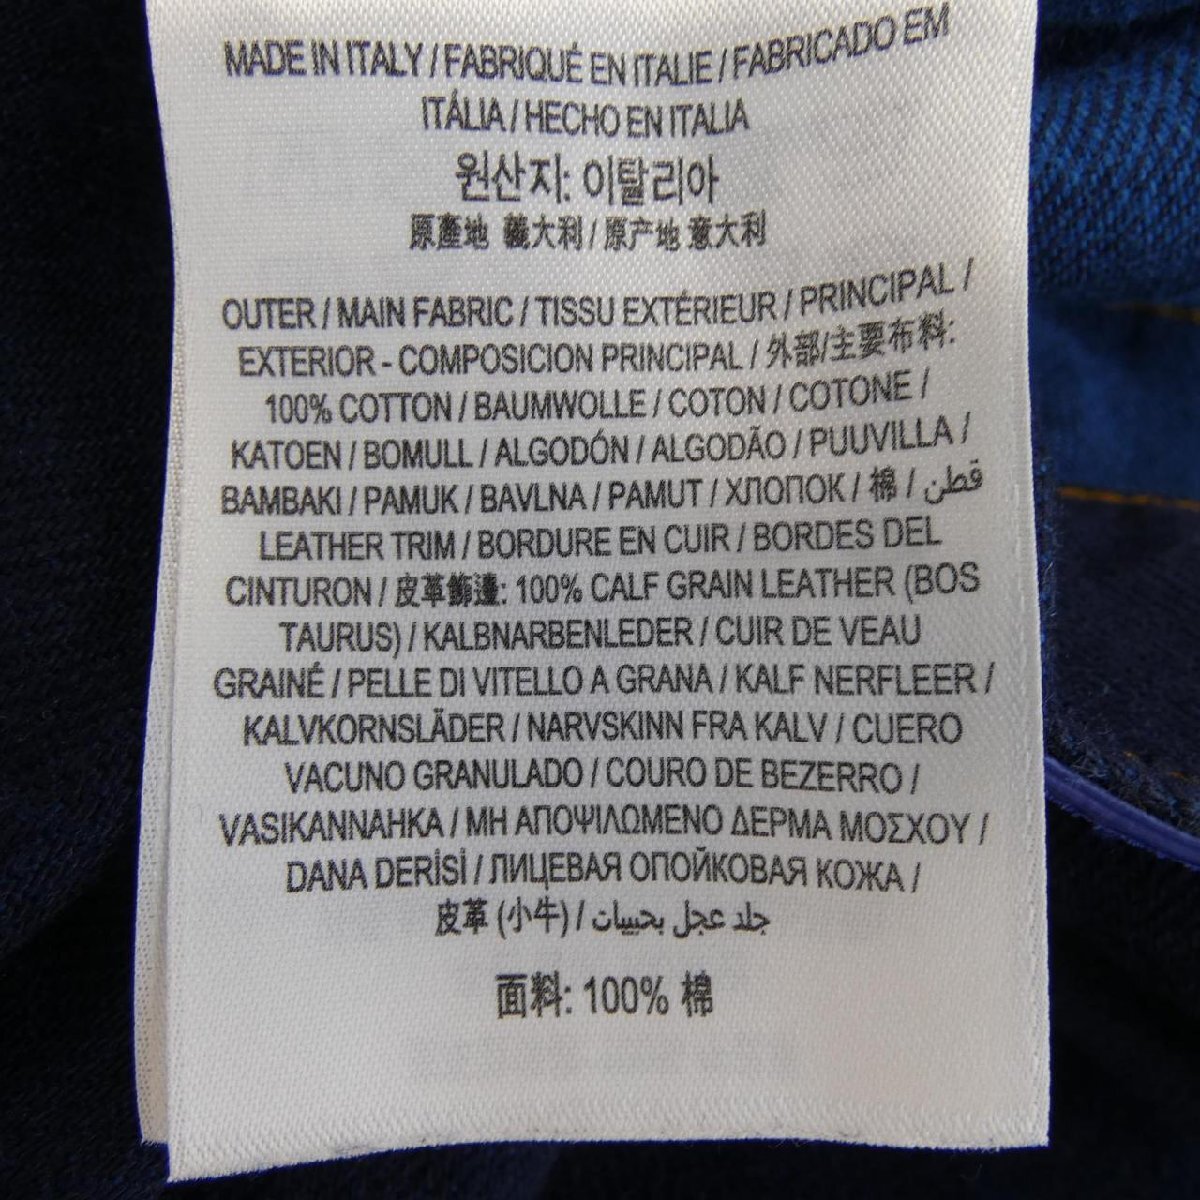 MADE IN ITALY / FABRIQUÉ EN ITALIE / FABRICADO EM
ITÁLIA / HECHO EN ITALIA
원산지: 이탈리아
原產地 義大利 / 原产地 意大利
OUTER / MAIN FABRIC / TISSU EXTÉRIEUR / PRINCIPAL /
EXTERIOR - COMPOSICION PRINCIPAL / 外部/主要布料:
100% COTTON / BAUMWOLLE / COTON / COTONE /
KATOEN / BOMULL / ALGODÓN / ALGODÃO / PUUVILLA /
BAMBAKI / PAMUK / BAVLNA / PAMUT / ХЛОПОК / 棉 / قطن
LEATHER TRIM / BORDURE EN CUIR / BORDES DEL
CINTURON / 皮革飾邊: 100% CALF GRAIN LEATHER (BOS
TAURUS) / KALBNARBENLEDER / CUIR DE VEAU
GRAINÉ / PELLE DI VITELLO A GRANA / KALF NERFLEER /
KALVKORNSLÄDER / NARVSKINN FRA KALV / CUERO
VACUNO GRANULADO / COURO DE BEZERRO /
VASIKANNAHKA / ΜΗ ΑΠΟΨΙΛΩΜΕΝΟ ΔΕΡΜΑ ΜΟΣΧΟΥ /
DANA DERİSİ / ЛИЦЕВАЯ ОПОЙКОВАЯ КОЖА /
皮革 (小牛) / جلد عجل بحبيبات
面料: 100% 棉